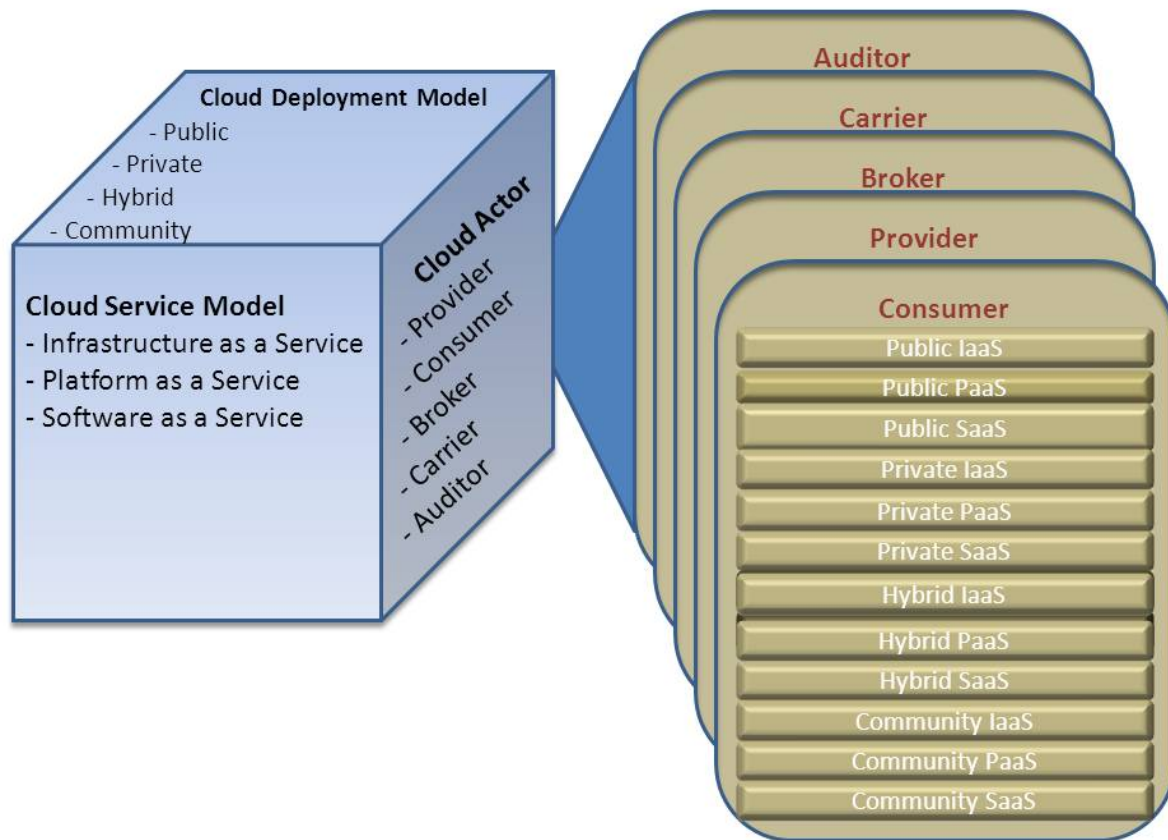 Cloud Deployment Model
- Public
- Private
- Hybrid
- Community
Cloud Service Model
- Infrastructure as a Service
- Platform as a Service
- Software as a Service
Cloud Actor
- Provider
- Consumer
- Broker
- Carrier
- Auditor
Auditor
Carrier
Broker
Provider
Consumer
Public IaaS
Public PaaS
Public SaaS
Private IaaS
Private PaaS
Private SaaS
Hybrid IaaS
Hybrid PaaS
Hybrid SaaS
Community IaaS
Community PaaS
Community SaaS